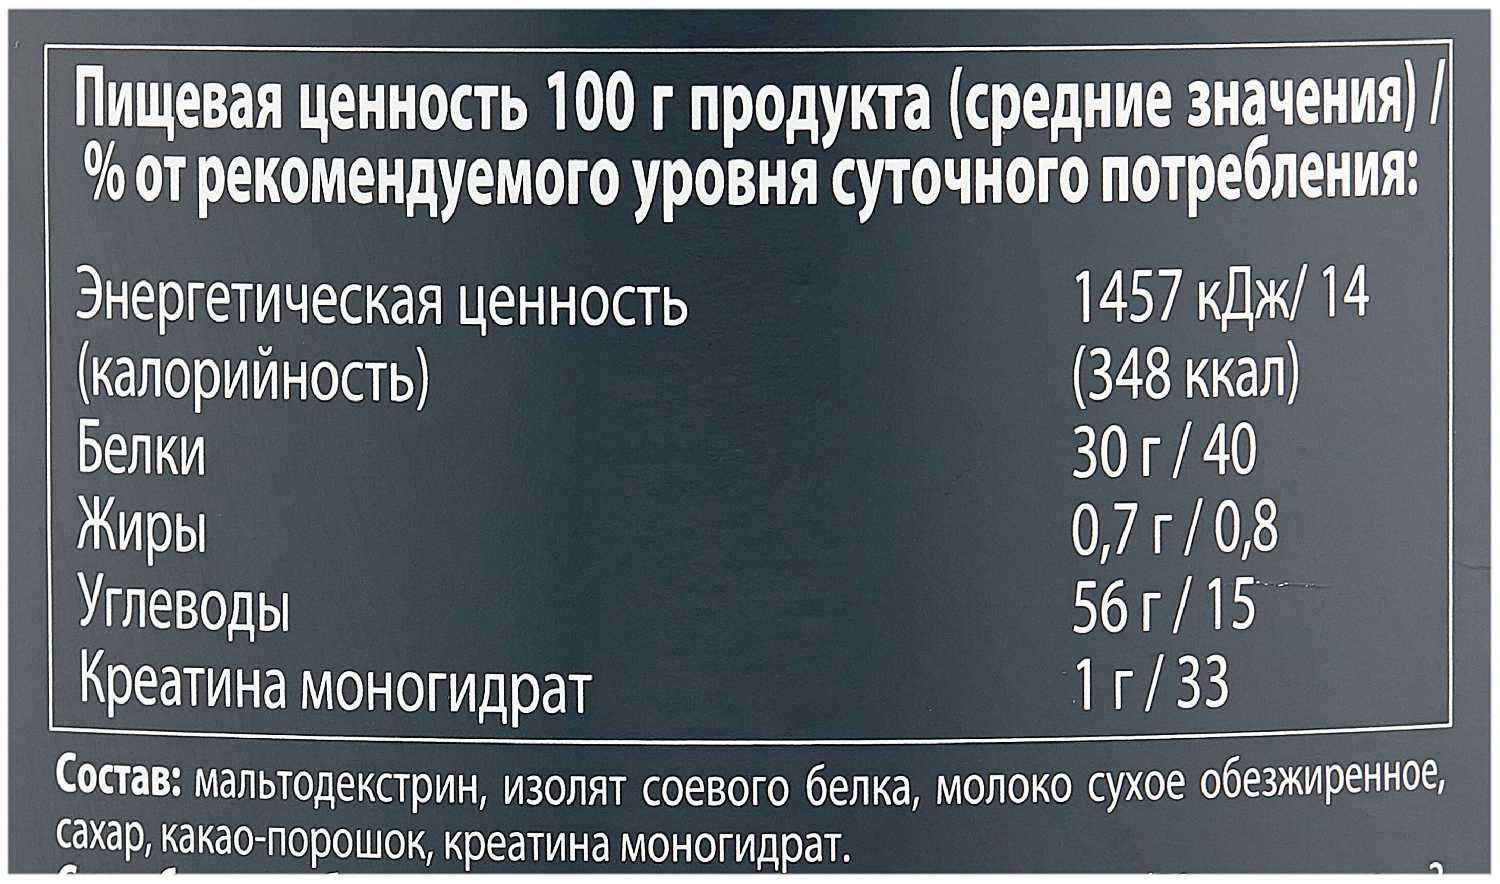 Пищевая ценность 100 г продукта (средние значения) /
% от рекомендуемого уровня суточного потребления:
Энергетическая ценность 1457 кДж/ 14
(калорийность) (348 ккал)
Белки 30 г / 40
Жиры 0,7 г / 0,8
Углеводы 56 г / 15
Креатина моногидрат 1 г / 33
Состав: мальтодекстрин, изолят соевого белка, молоко сухое обезжиренное,
сахар, какао-порошок, креатина моногидрат.